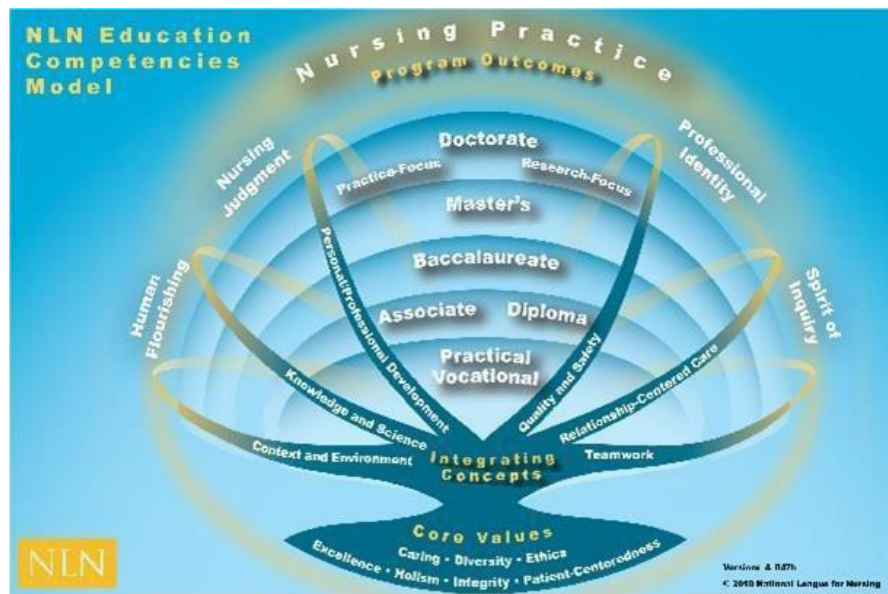 NLN Education
Competencies
Model
Nursing Practice
Program Outcomes
Nursing
Judgment
Professional
Identity
Human
Flourishing
Spirit of
Inquiry
Doctorate
Practice-Focus
Research-Focus
Master's
Baccalaureate
Associate
Diploma
Practical
Vocational
Personal/Professional Development
Quality and Safety
Knowledge and Science
Relationship-Centered Care
Context and Environment
Teamwork
Integrating
Concepts
Core Values
Caring • Diversity • Ethics
Excellence • Holism • Integrity • Patient-Centeredness
NLN
© 2010 National League for Nursing